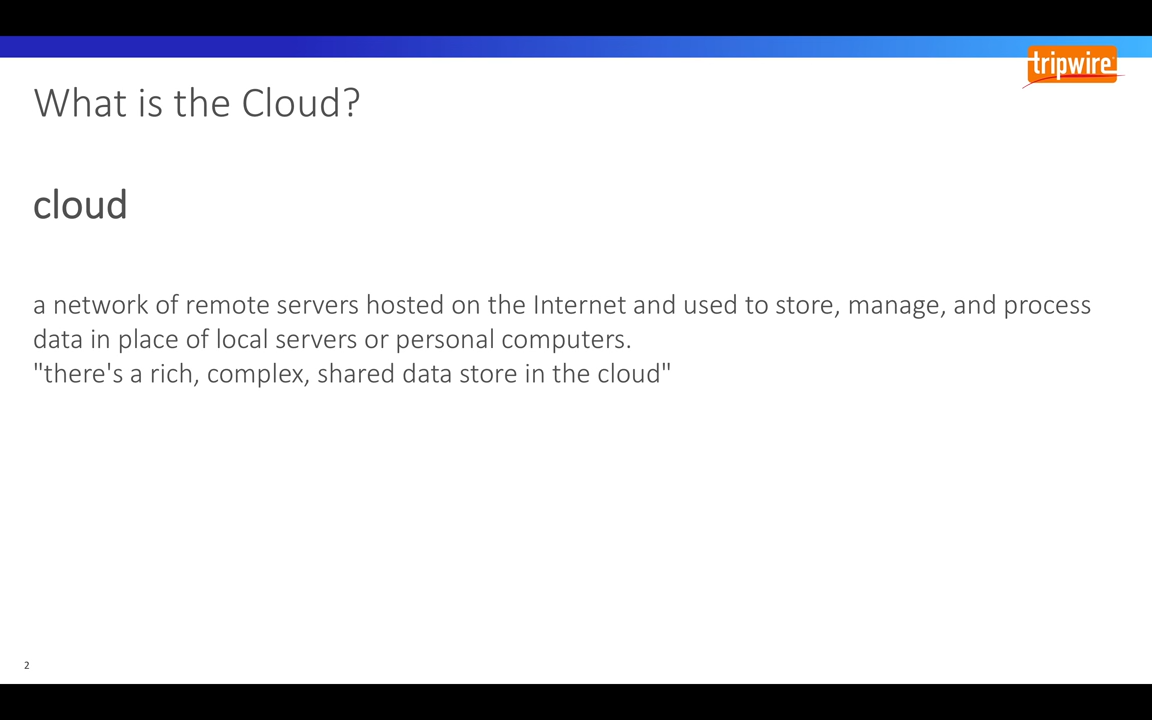 tripwire
What is the Cloud?
cloud
a network of remote servers hosted on the Internet and used to store, manage, and process
data in place of local servers or personal computers.
"there's a rich, complex, shared data store in the cloud"
2